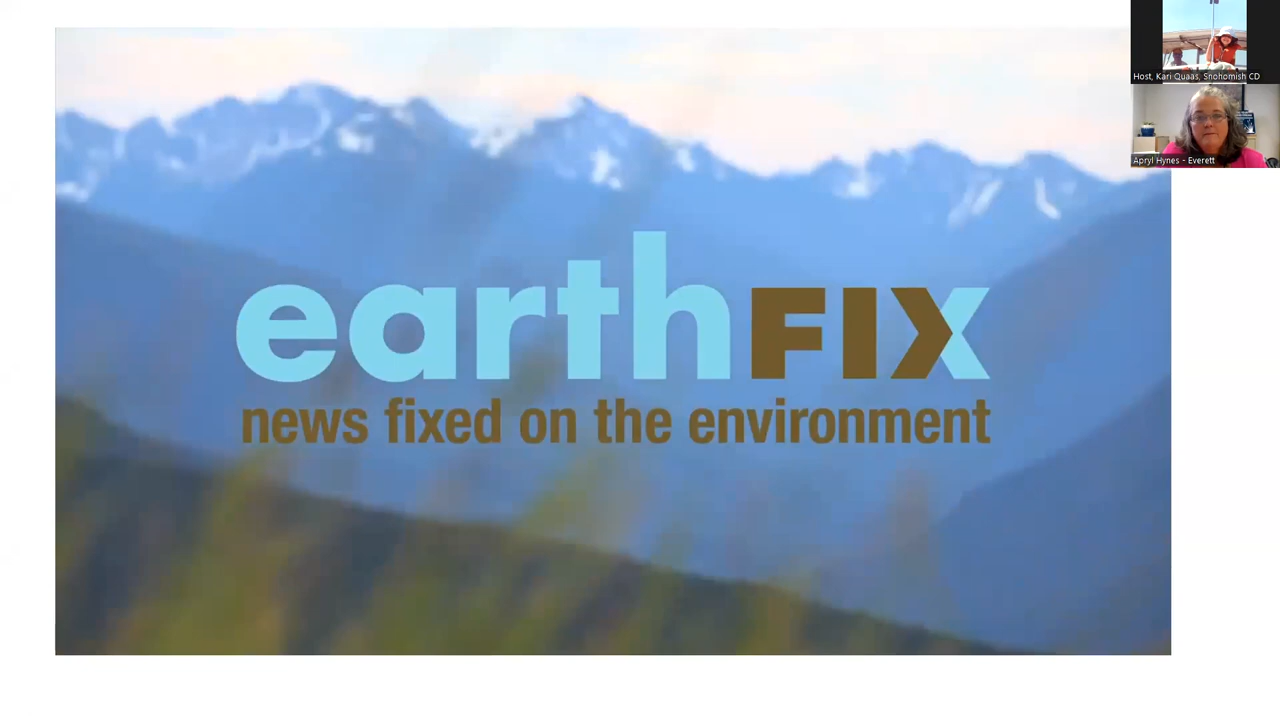 Host, Kari Quaas, Snohomish CD
Apryl Hynes - Everett
earthFIX
news fixed on the environment